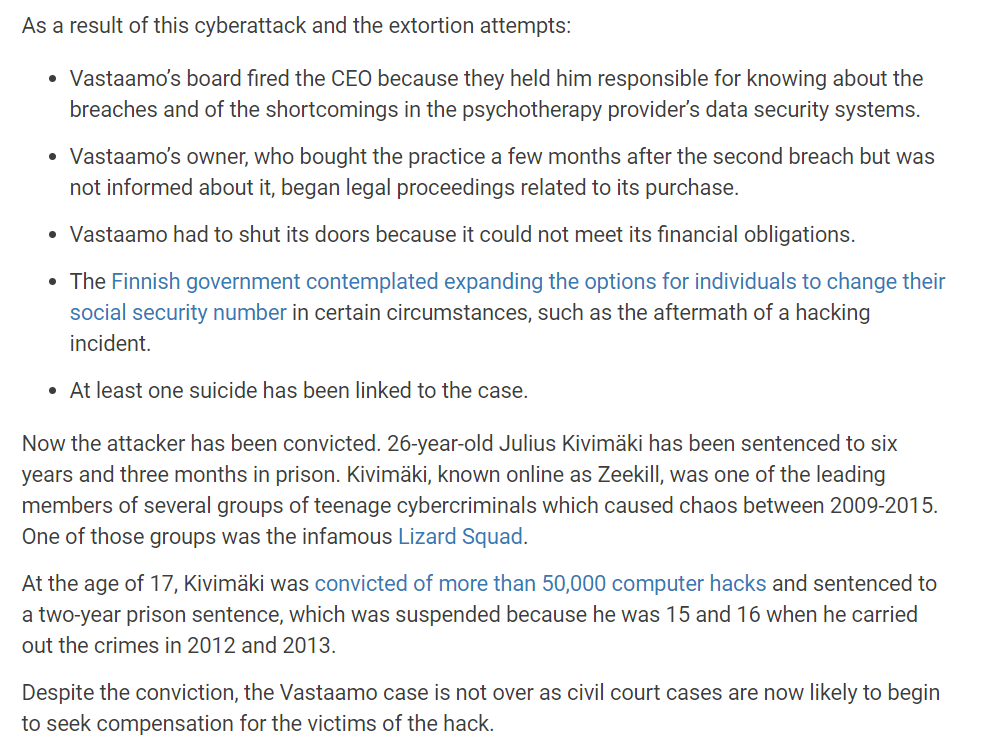 As a result of this cyberattack and the extortion attempts:
• Vastaamo’s board fired the CEO because they held him responsible for knowing about the
breaches and of the shortcomings in the psychotherapy provider’s data security systems.
• Vastaamo’s owner, who bought the practice a few months after the second breach but was
not informed about it, began legal proceedings related to its purchase.
• Vastaamo had to shut its doors because it could not meet its financial obligations.
• The Finnish government contemplated expanding the options for individuals to change their
social security number in certain circumstances, such as the aftermath of a hacking
incident.
• At least one suicide has been linked to the case.
Now the attacker has been convicted. 26-year-old Julius Kivimäki has been sentenced to six
years and three months in prison. Kivimäki, known online as Zeekill, was one of the leading
members of several groups of teenage cybercriminals which caused chaos between 2009-2015.
One of those groups was the infamous Lizard Squad.
At the age of 17, Kivimäki was convicted of more than 50,000 computer hacks and sentenced to
a two-year prison sentence, which was suspended because he was 15 and 16 when he carried
out the crimes in 2012 and 2013.
Despite the conviction, the Vastaamo case is not over as civil court cases are now likely to begin
to seek compensation for the victims of the hack.